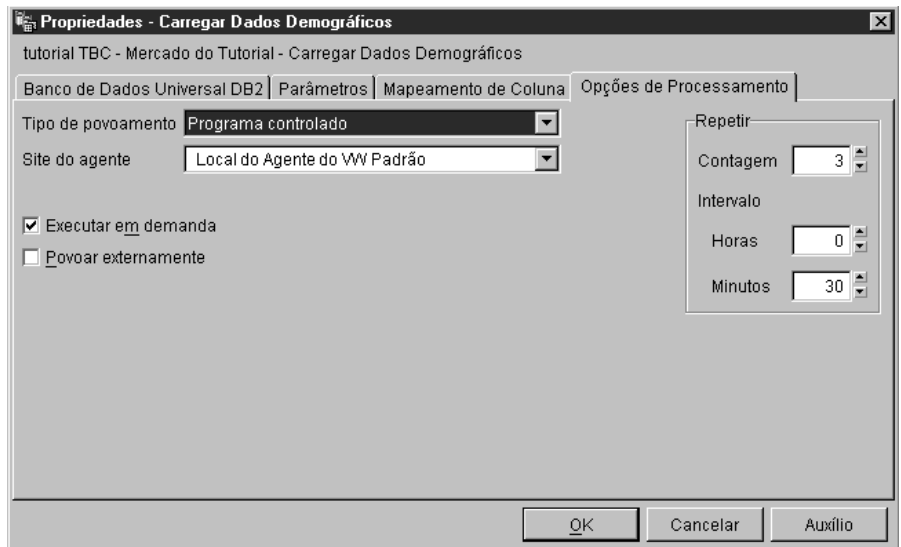 Propriedades - Carregar Dados Demográficos
tutorial TBC - Mercado do Tutorial - Carregar Dados Demográficos
Banco de Dados Universal DB2 Parâmetros Mapeamento de Coluna Opções de Processamento
Tipo de povoamento Programa controlado
Site do agente Local do Agente do VW Padrão
Executar em demanda
Povoar externamente
Repetir
Contagem 3
Intervalo
Horas 0
Minutos 30
OK Cancelar Auxílio